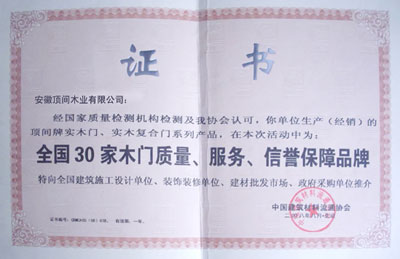 证 书
安徽顶间木业有限公司：
经国家质量检测机构检测及我协会认可，你单位生产（经销）的
顶间牌实木门、实木复合门系列产品，在本次活动中为：
全国30家木门质量、服务、信誉保障品牌
特向全国建筑施工设计单位、装饰装修单位、建材批发市场、政府采购单位推介
中国建筑材料流通协会